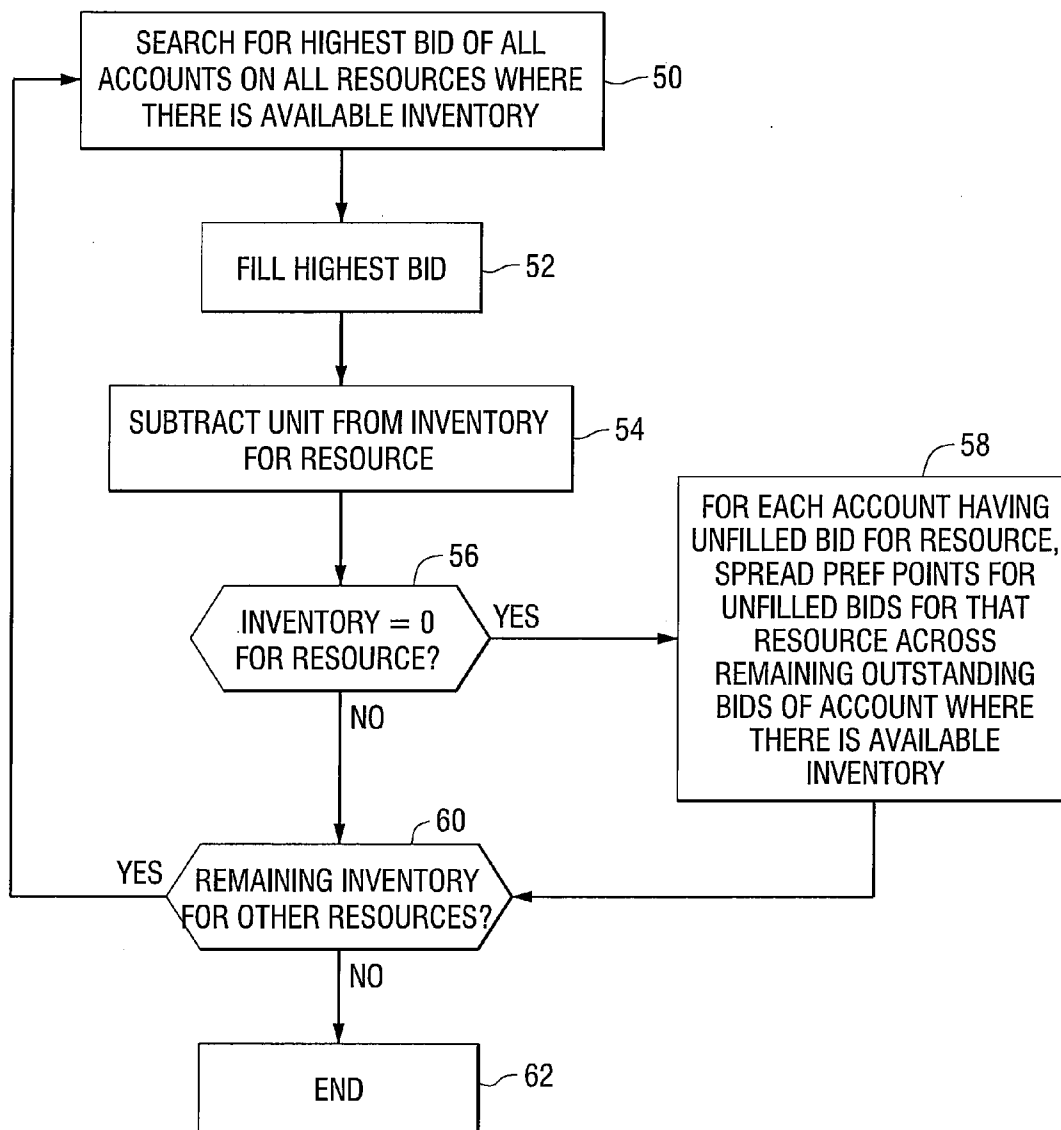 SEARCH FOR HIGHEST BID OF ALL
ACCOUNTS ON ALL RESOURCES WHERE
THERE IS AVAILABLE INVENTORY
50
FILL HIGHEST BID
52
SUBTRACT UNIT FROM INVENTORY
FOR RESOURCE
54
56
INVENTORY = 0
FOR RESOURCE?
YES
NO
58
FOR EACH ACCOUNT HAVING
UNFILLED BID FOR RESOURCE,
SPREAD PREF POINTS FOR
UNFILLED BIDS FOR THAT
RESOURCE ACROSS
REMAINING OUTSTANDING
BIDS OF ACCOUNT WHERE
THERE IS AVAILABLE
INVENTORY
60
YES
REMAINING INVENTORY
FOR OTHER RESOURCES?
NO
END
62